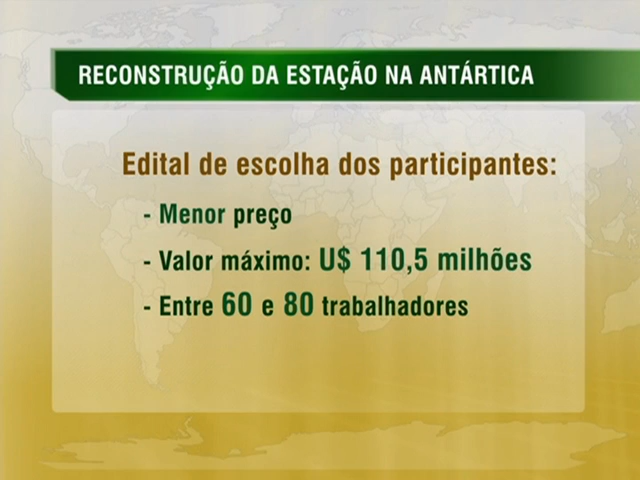 RECONSTRUÇÃO DA ESTAÇÃO NA ANTÁRTICA
Edital de escolha dos participantes:
- Menor preço
- Valor máximo: U$ 110,5 milhões
- Entre 60 e 80 trabalhadores